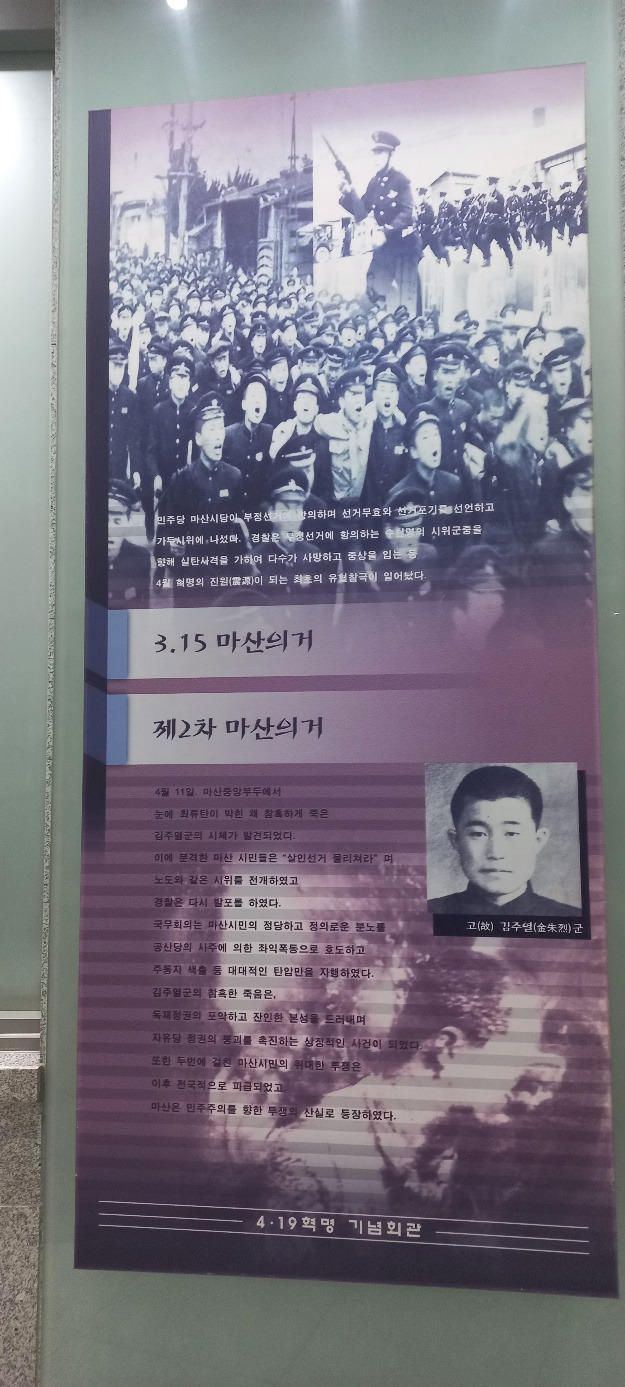 민주당 마산시당이 부정선거에 항의하며 선거무효와 선거포기를 선언하고
가두시위에 나섰다. 경찰은 부정선거에 항의하는 수천명의 시위군중을
향해 실탄사격을 가하여 다수가 사망하고 중상을 입는 등
4월 혁명의 진원(震源)이 되는 최초의 유혈참극이 일어났다.
3.15 마산의거
제2차 마산의거
4월 11일. 마산중앙부두에서
눈에 최류탄이 박힌 왜 참혹하게 죽은
김주열군의 시체가 발견되었다.
이에 분격한 마산 시민들은 "살인선거 물리쳐라" 며
노도와 같은 시위를 전개하였고
경찰은 다시 발포를 하였다.
국무회의는 마산시민의 정당하고 정의로운 분노를
공산당의 사주에 의한 좌익폭동으로 호도하고
주동자 색출 등 대대적인 탄압만을 자행하였다.
김주열군의 참혹한 죽음은,
독재정권의 포악하고 잔인한 본성을 드러내며
자유당 정권의 붕괴를 촉진하는 상징적인 사건이 되었다.
또한 두번에 걸친 마산시민의 위대한 투쟁은
이후 전국적으로 파급되었고
마산은 민주주의를 향한 투쟁의 산실로 등장하였다.
고(故) 김주열(金朱烈)군
4·19혁명 기념회관